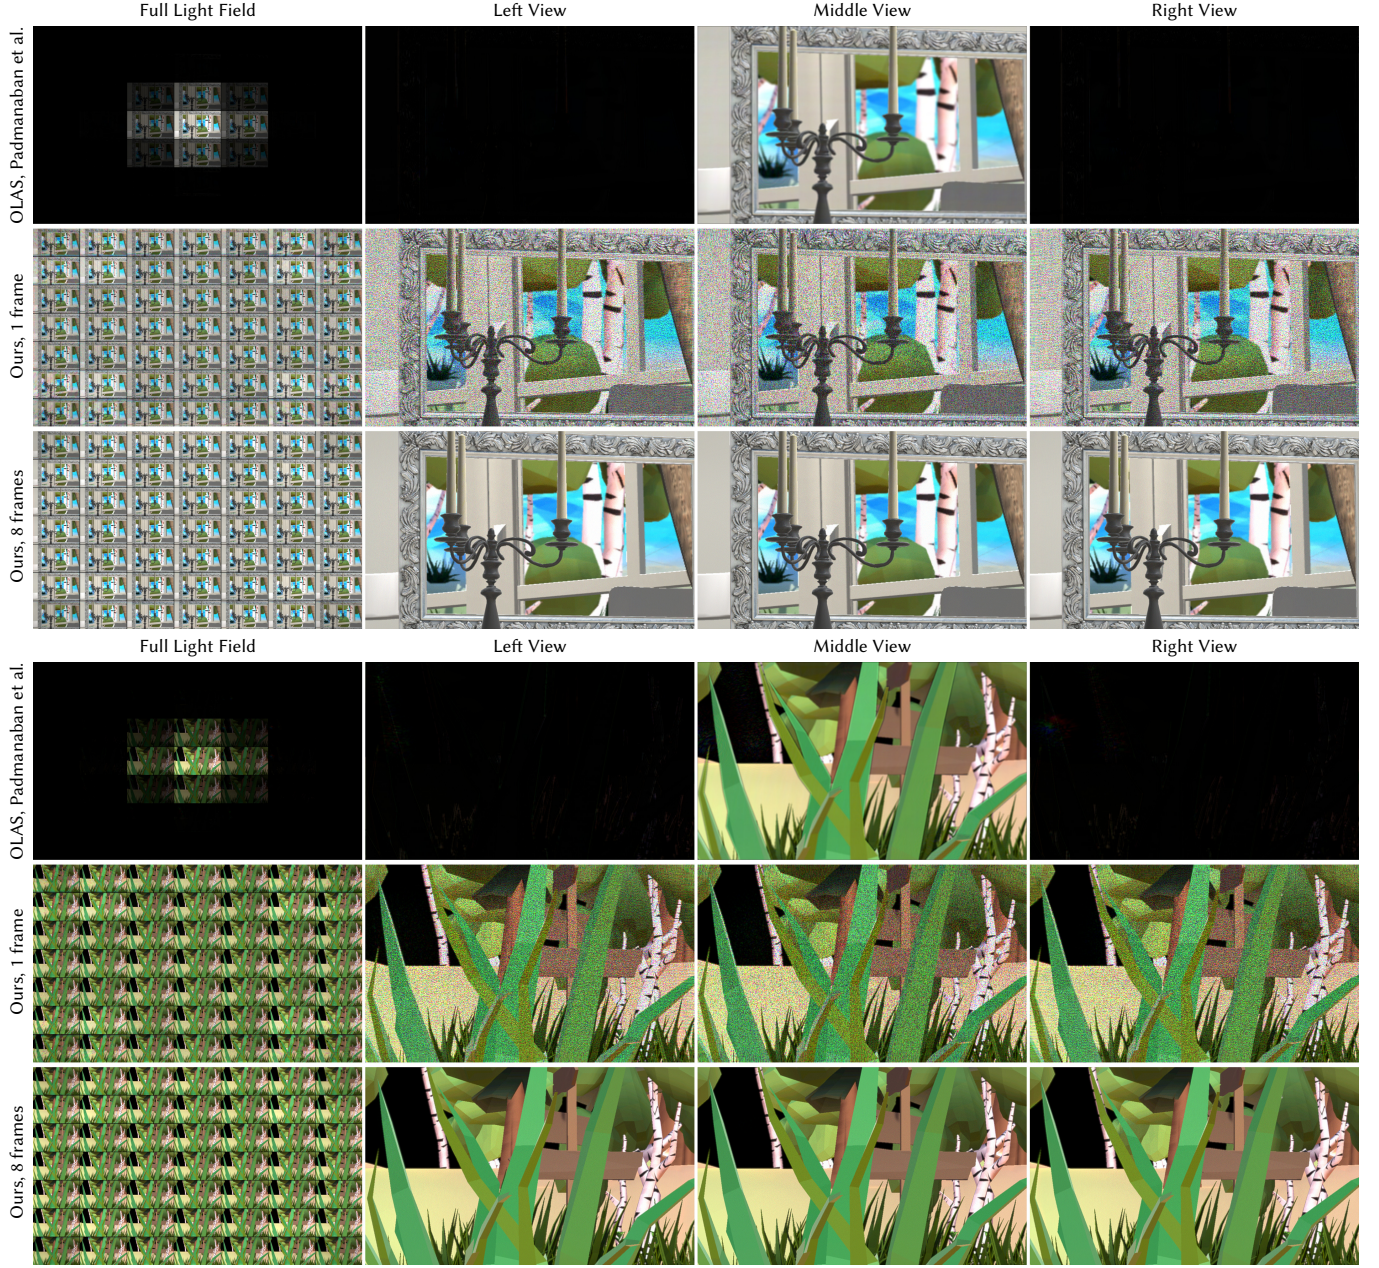 Full Light Field Left View Middle View Right View
OLAS, Padmanaban et al.
Ours, 1 frame
Ours, 8 frames
Full Light Field Left View Middle View Right View
OLAS, Padmanaban et al.
Ours, 1 frame
Ours, 8 frames